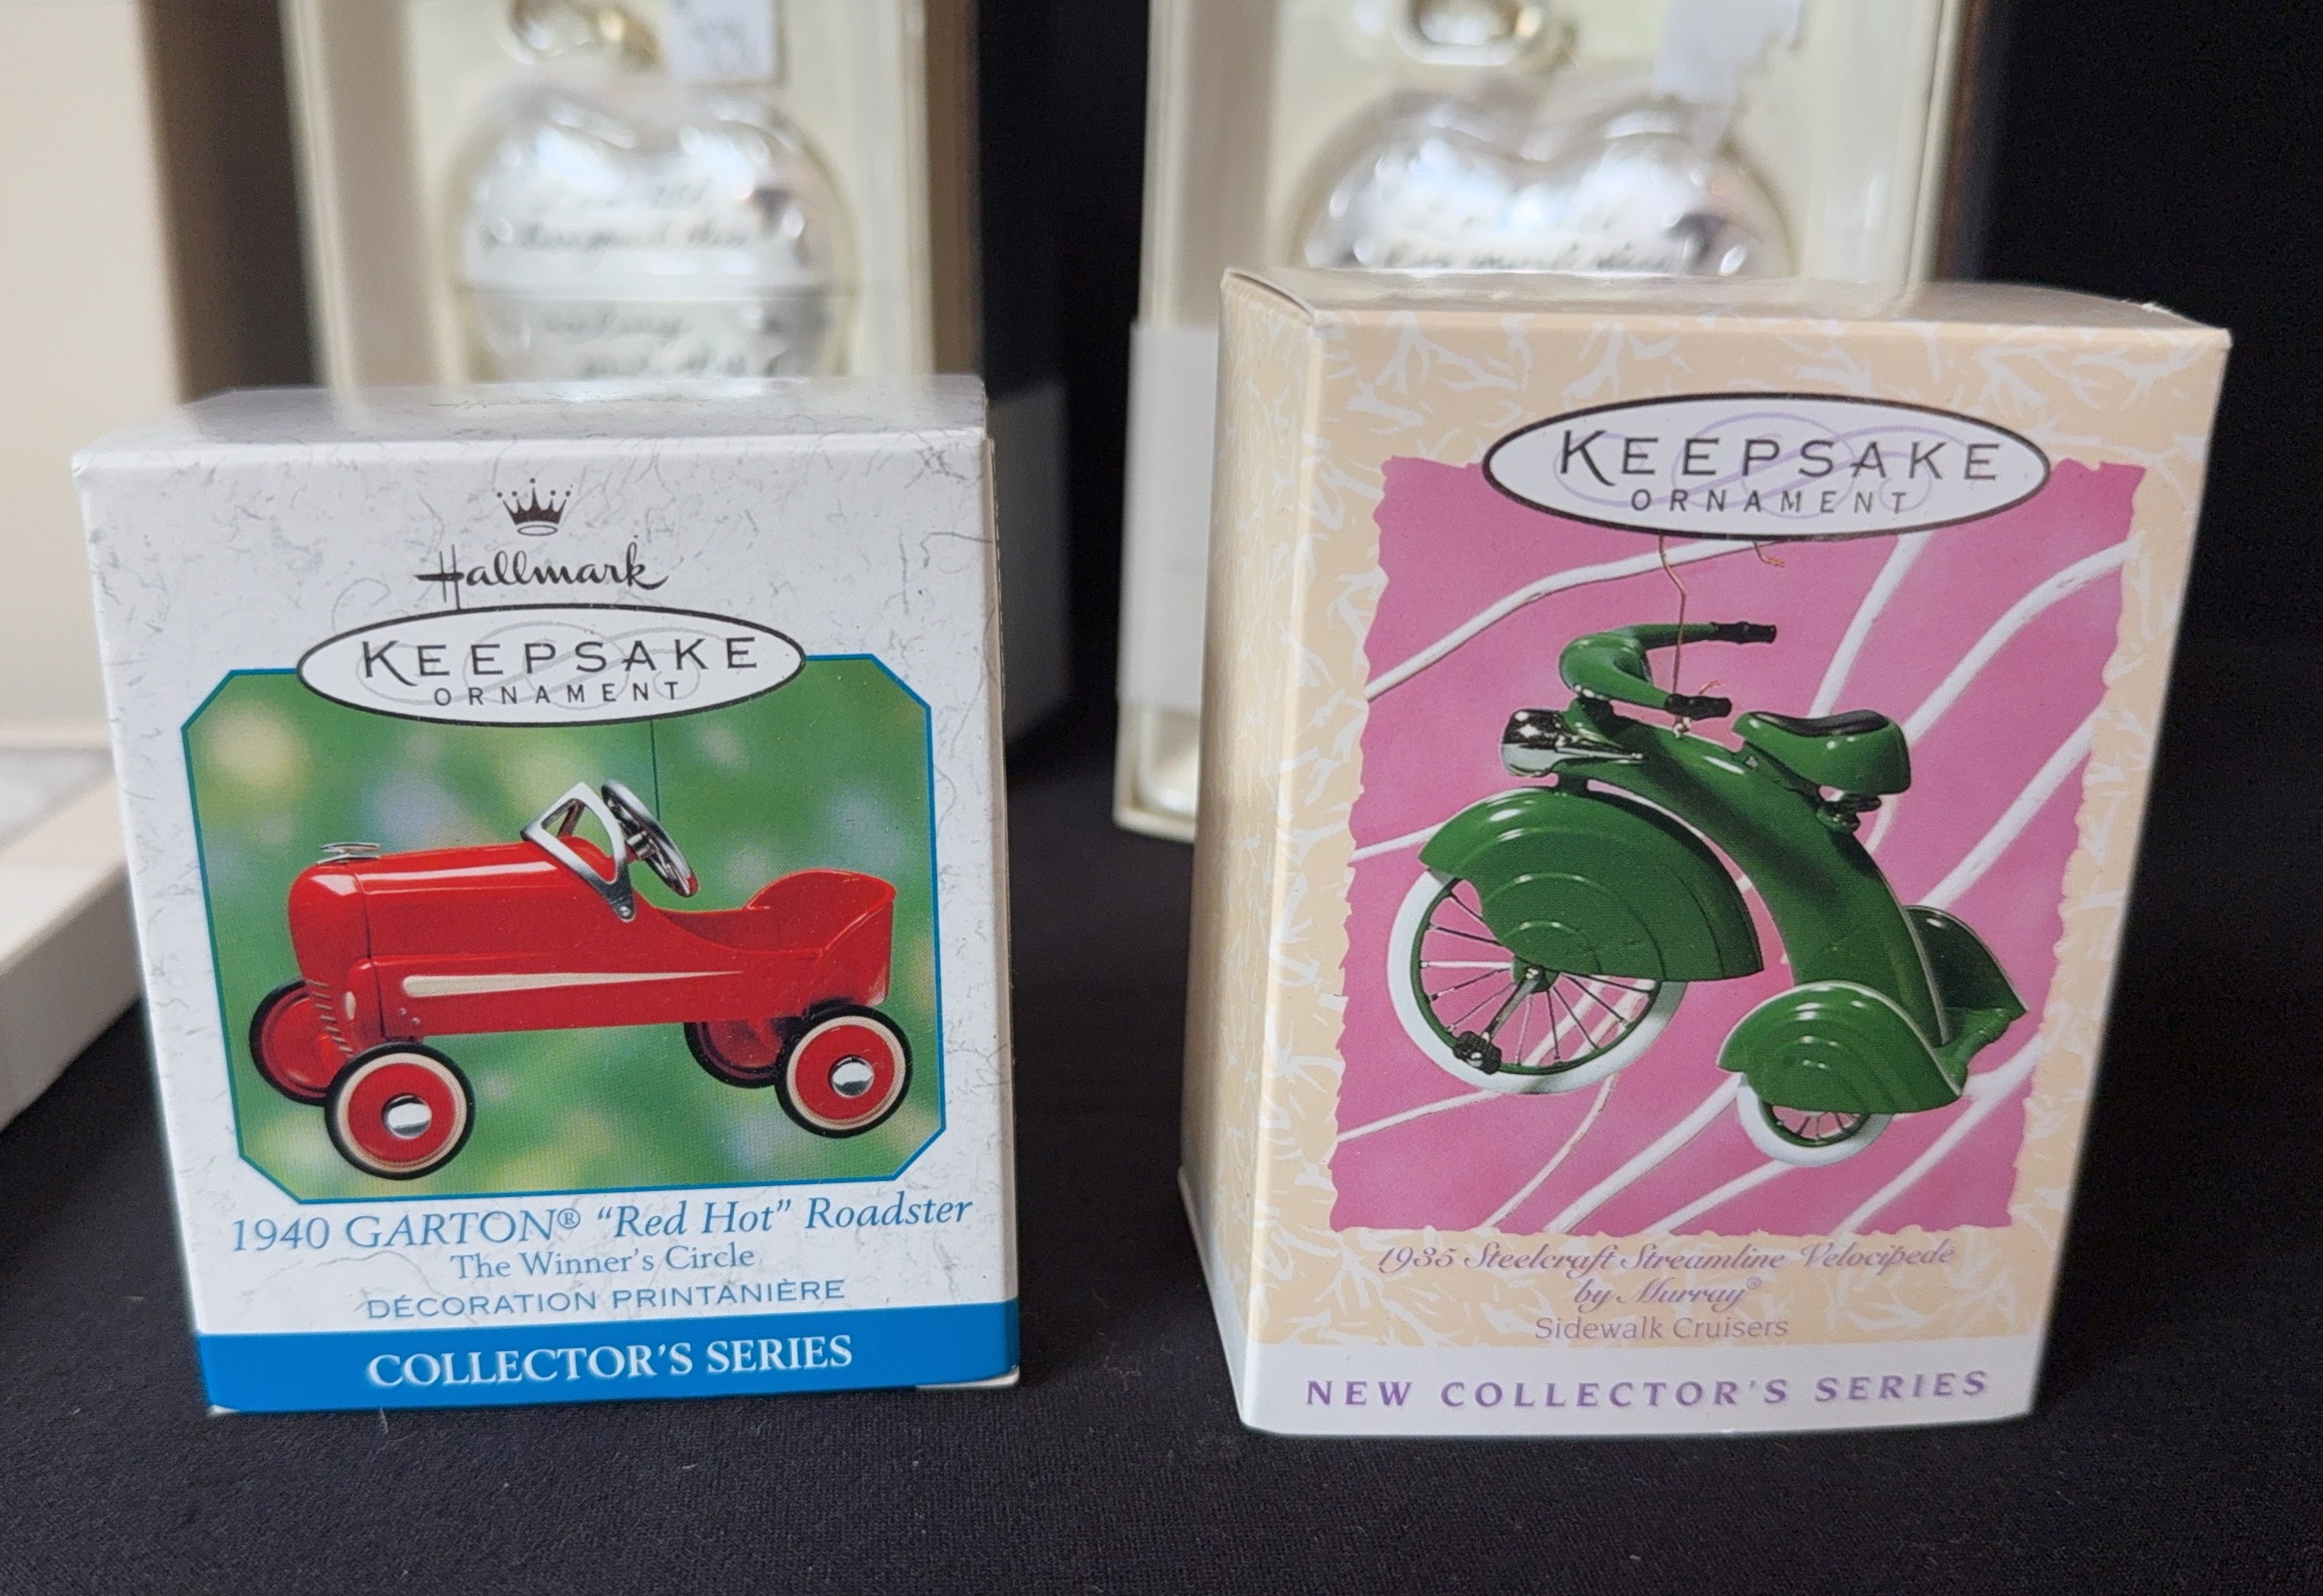 Hallmark
KEEPSAKE
ORNAMENT
1940 GARTON® “Red Hot” Roadster
The Winner’s Circle
DÉCORATION PRINTANIÈRE
COLLECTOR’S SERIES
KEEPSAKE
ORNAMENT
1935 Steelcraft Streamline Velocipede
by Murray®
Sidewalk Cruisers
NEW COLLECTOR’S SERIES